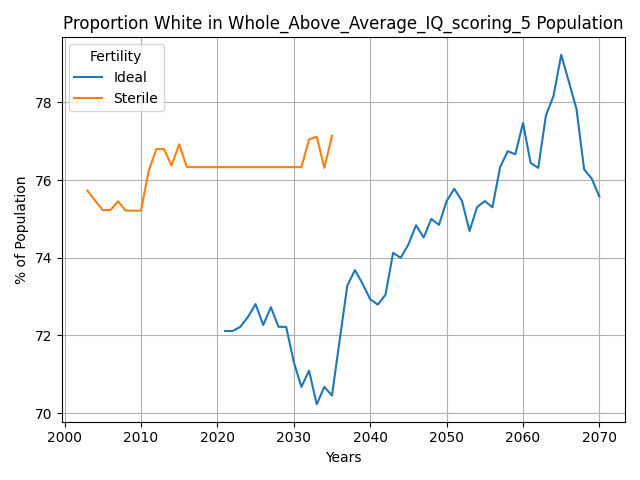 Proportion White in Whole_Above_Average_IQ_scoring_5 Population
Fertility
Ideal
Sterile
% of Population
78
76
74
72
70
2000 2010 2020 2030 2040 2050 2060 2070
Years